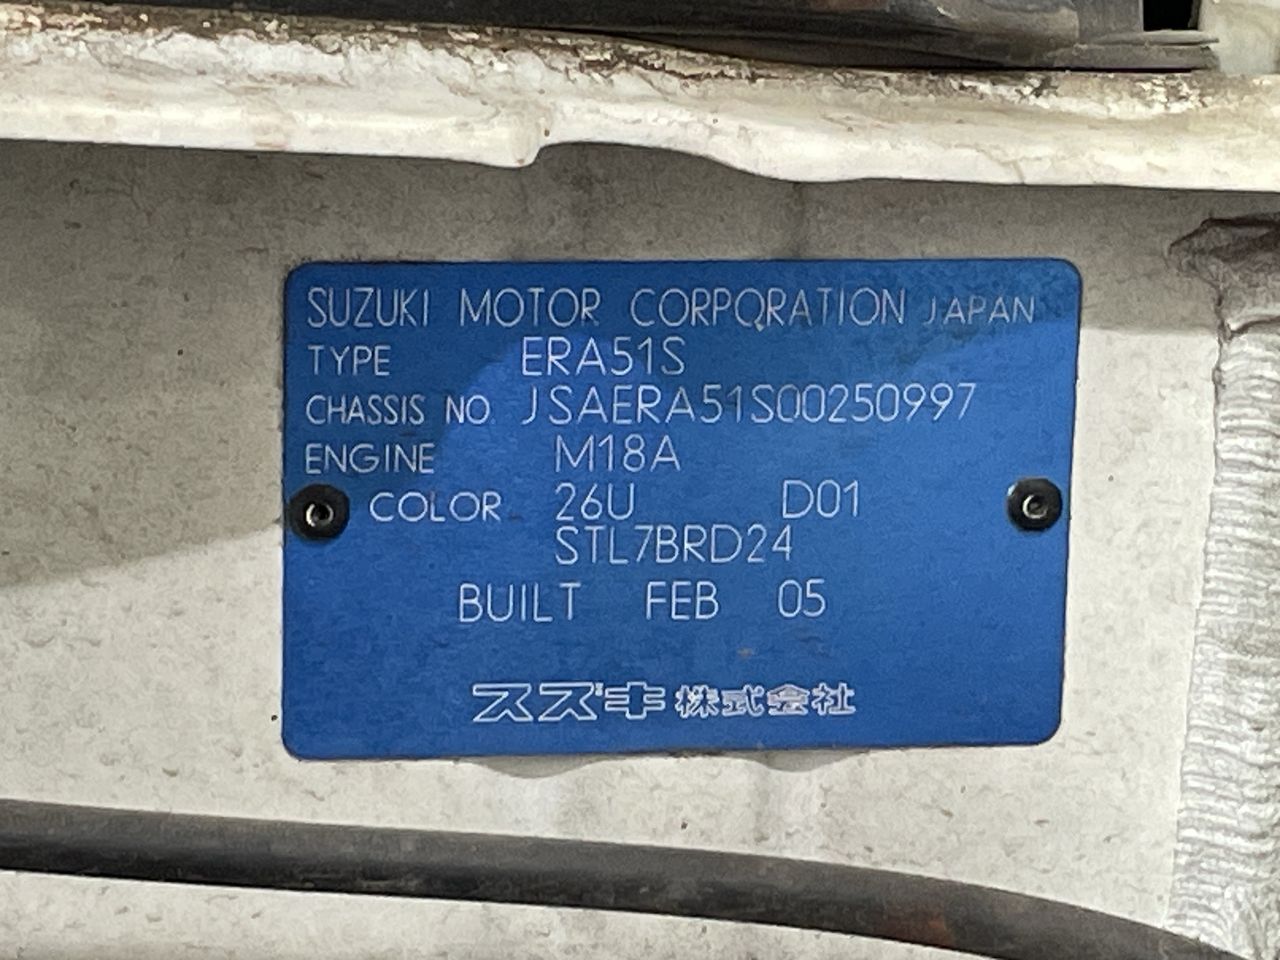 SUZUKI MOTOR CORPORATION JAPAN
TYPE ERA51S
CHASSIS NO. JSAERA51S00250997
ENGINE M18A
COLOR 26U D01
STL7BRD24
BUILT FEB 05
スズキ株式会社